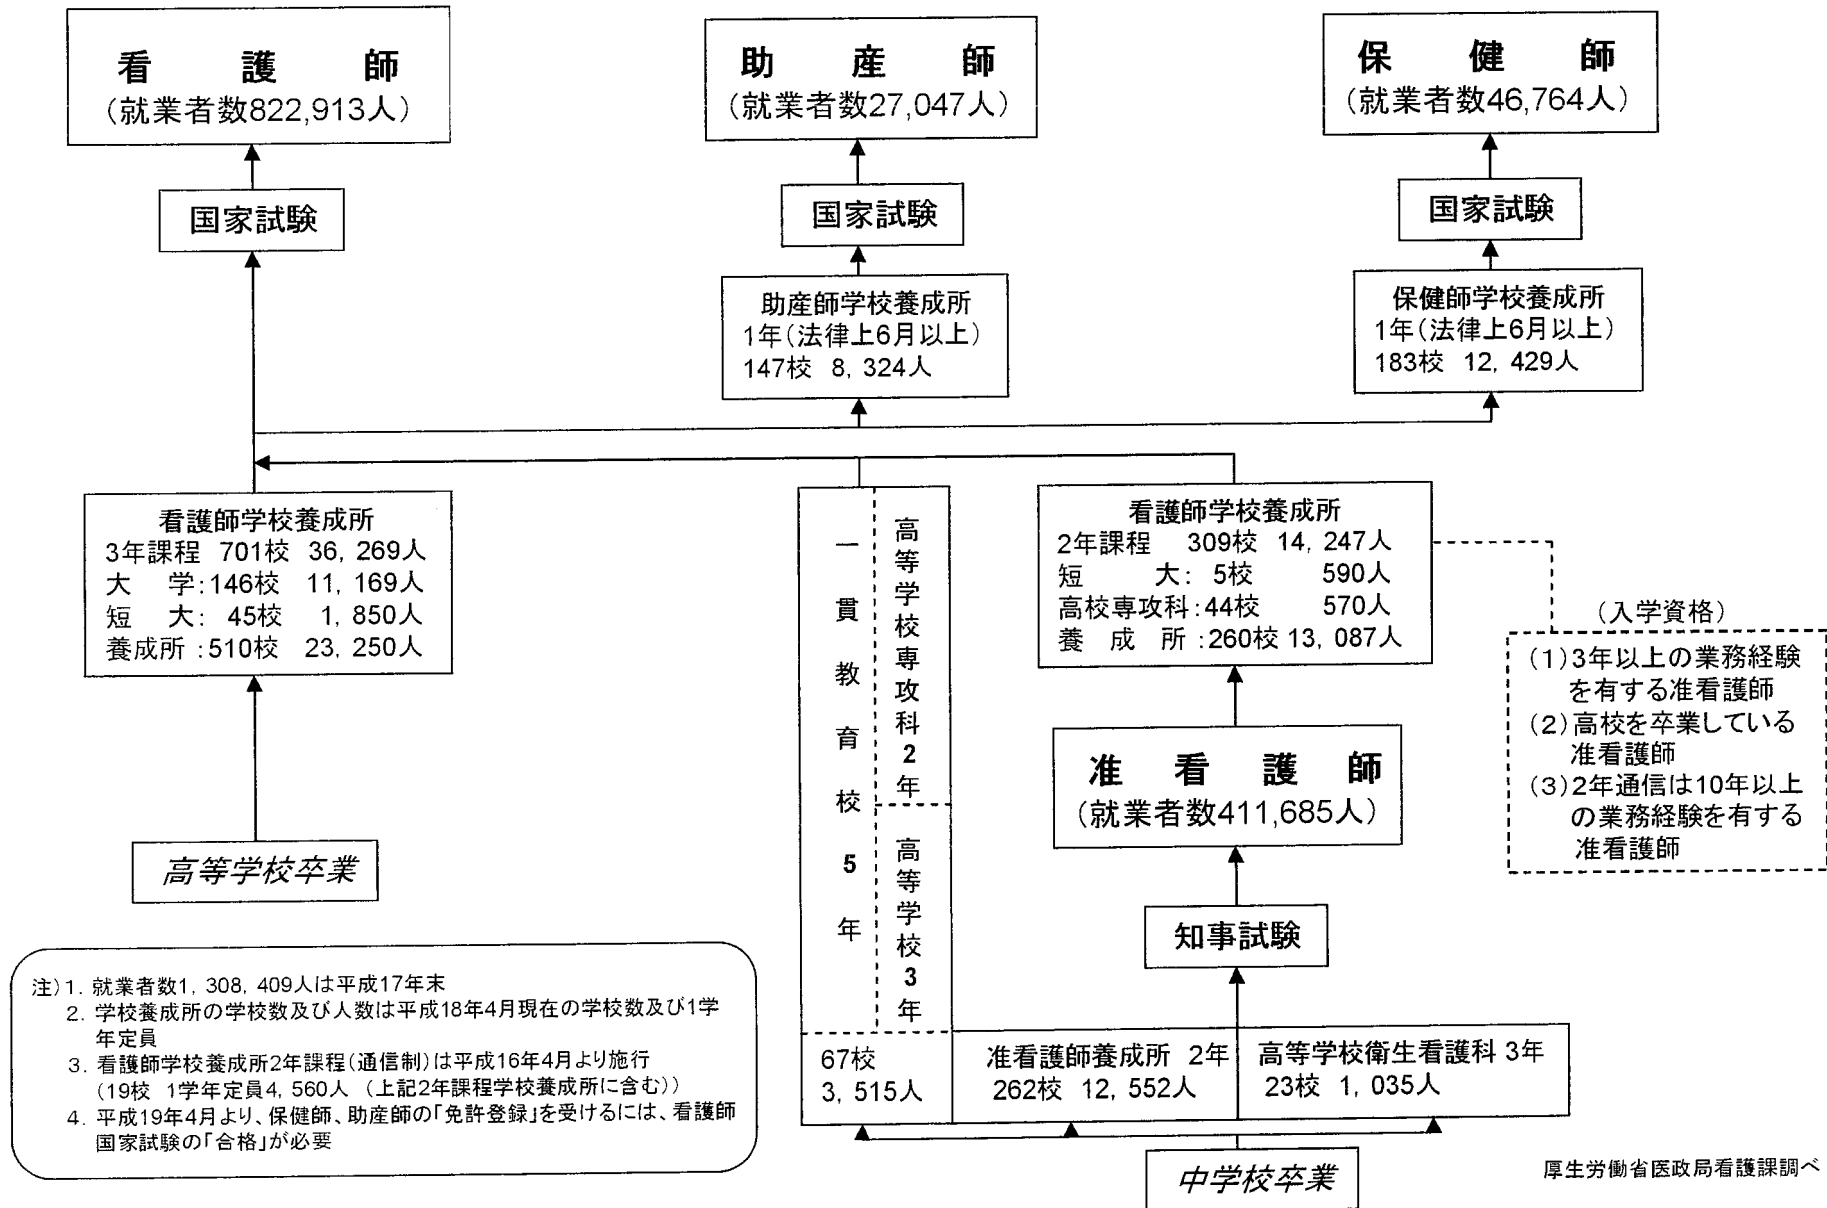 看護師
（就業者数822,913人）
助産師
（就業者数27,047人）
保健師
（就業者数46,764人）
国家試験
国家試験
国家試験
助産師学校養成所
1年（法律上6月以上）
147校 8，324人
保健師学校養成所
1年（法律上6月以上）
183校 12，429人
看護師学校養成所
3年課程 701校 36，269人
大 学：146校 11，169人
短 大： 45校 1，850人
養成所：510校 23，250人
一貫教育校5年
高等学校専攻科2年
高等学校3年
67校
3，515人
看護師学校養成所
2年課程 309校 14，247人
短 大： 5校 590人
高校専攻科：44校 570人
養 成 所：260校 13，087人
（入学資格）
（1）3年以上の業務経験
を有する准看護師
（2）高校を卒業している
准看護師
（3）2年通信は10年以上
の業務経験を有する
准看護師
准看護師
（就業者数411,685人）
知事試験
高等学校卒業
准看護師養成所 2年
262校 12，552人
高等学校衛生看護科 3年
23校 1，035人
中学校卒業
注）1．就業者数1，308，409人は平成17年末
2．学校養成所の学校数及び人数は平成18年4月現在の学校数及び1学
年定員
3．看護師学校養成所2年課程（通信制）は平成16年4月より施行
（19校 1学年定員4，560人 （上記2年課程学校養成所に含む））
4．平成19年4月より、保健師、助産師の「免許登録」を受けるには、看護師
国家試験の「合格」が必要
厚生労働省医政局看護課調べ